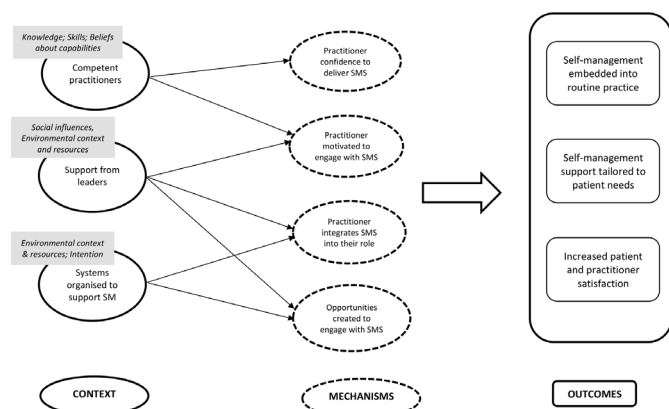 Knowledge; Skills; Beliefs
about capabilities
Competent
practitioners
Social influences,
Environmental context
and resources
Support from
leaders
Environmental context
& resources; Intention
Systems
organised to
support SM
Practitioner
confidence to
deliver SMS
Practitioner
motivated to
engage with SMS
Practitioner
integrates SMS
into their role
Opportunities
created to
engage with SMS
Self-management
embedded into
routine practice
Self-management
support tailored to
patient needs
Increased patient
and practitioner
satisfaction
CONTEXT
MECHANISMS
OUTCOMES